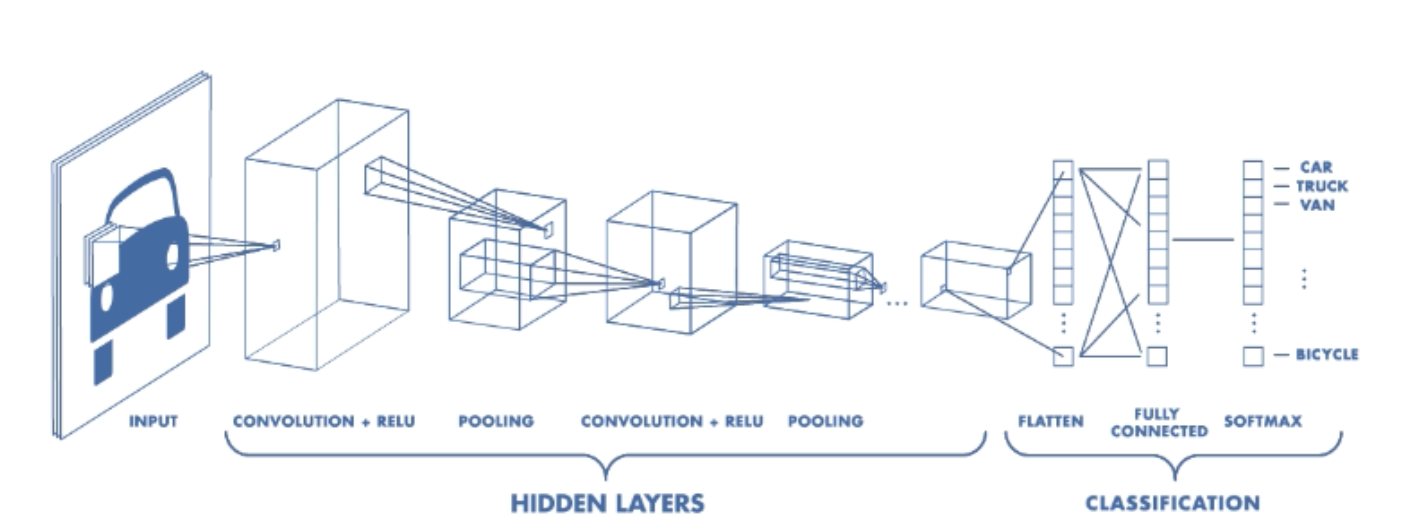 CAR
TRUCK
VAN
BICYCLE
INPUT
CONVOLUTION + RELU
POOLING
CONVOLUTION + RELU
POOLING
FLATTEN
FULLY
CONNECTED
SOFTMAX
HIDDEN LAYERS
CLASSIFICATION